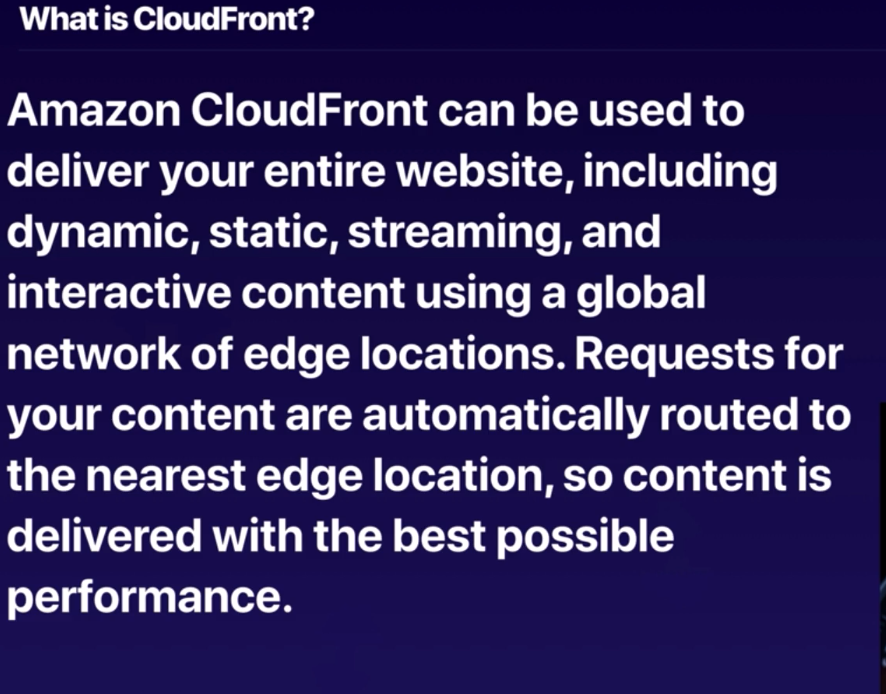 What is CloudFront?
Amazon CloudFront can be used to
deliver your entire website, including
dynamic, static, streaming, and
interactive content using a global
network of edge locations. Requests for
your content are automatically routed to
the nearest edge location, so content is
delivered with the best possible
performance.